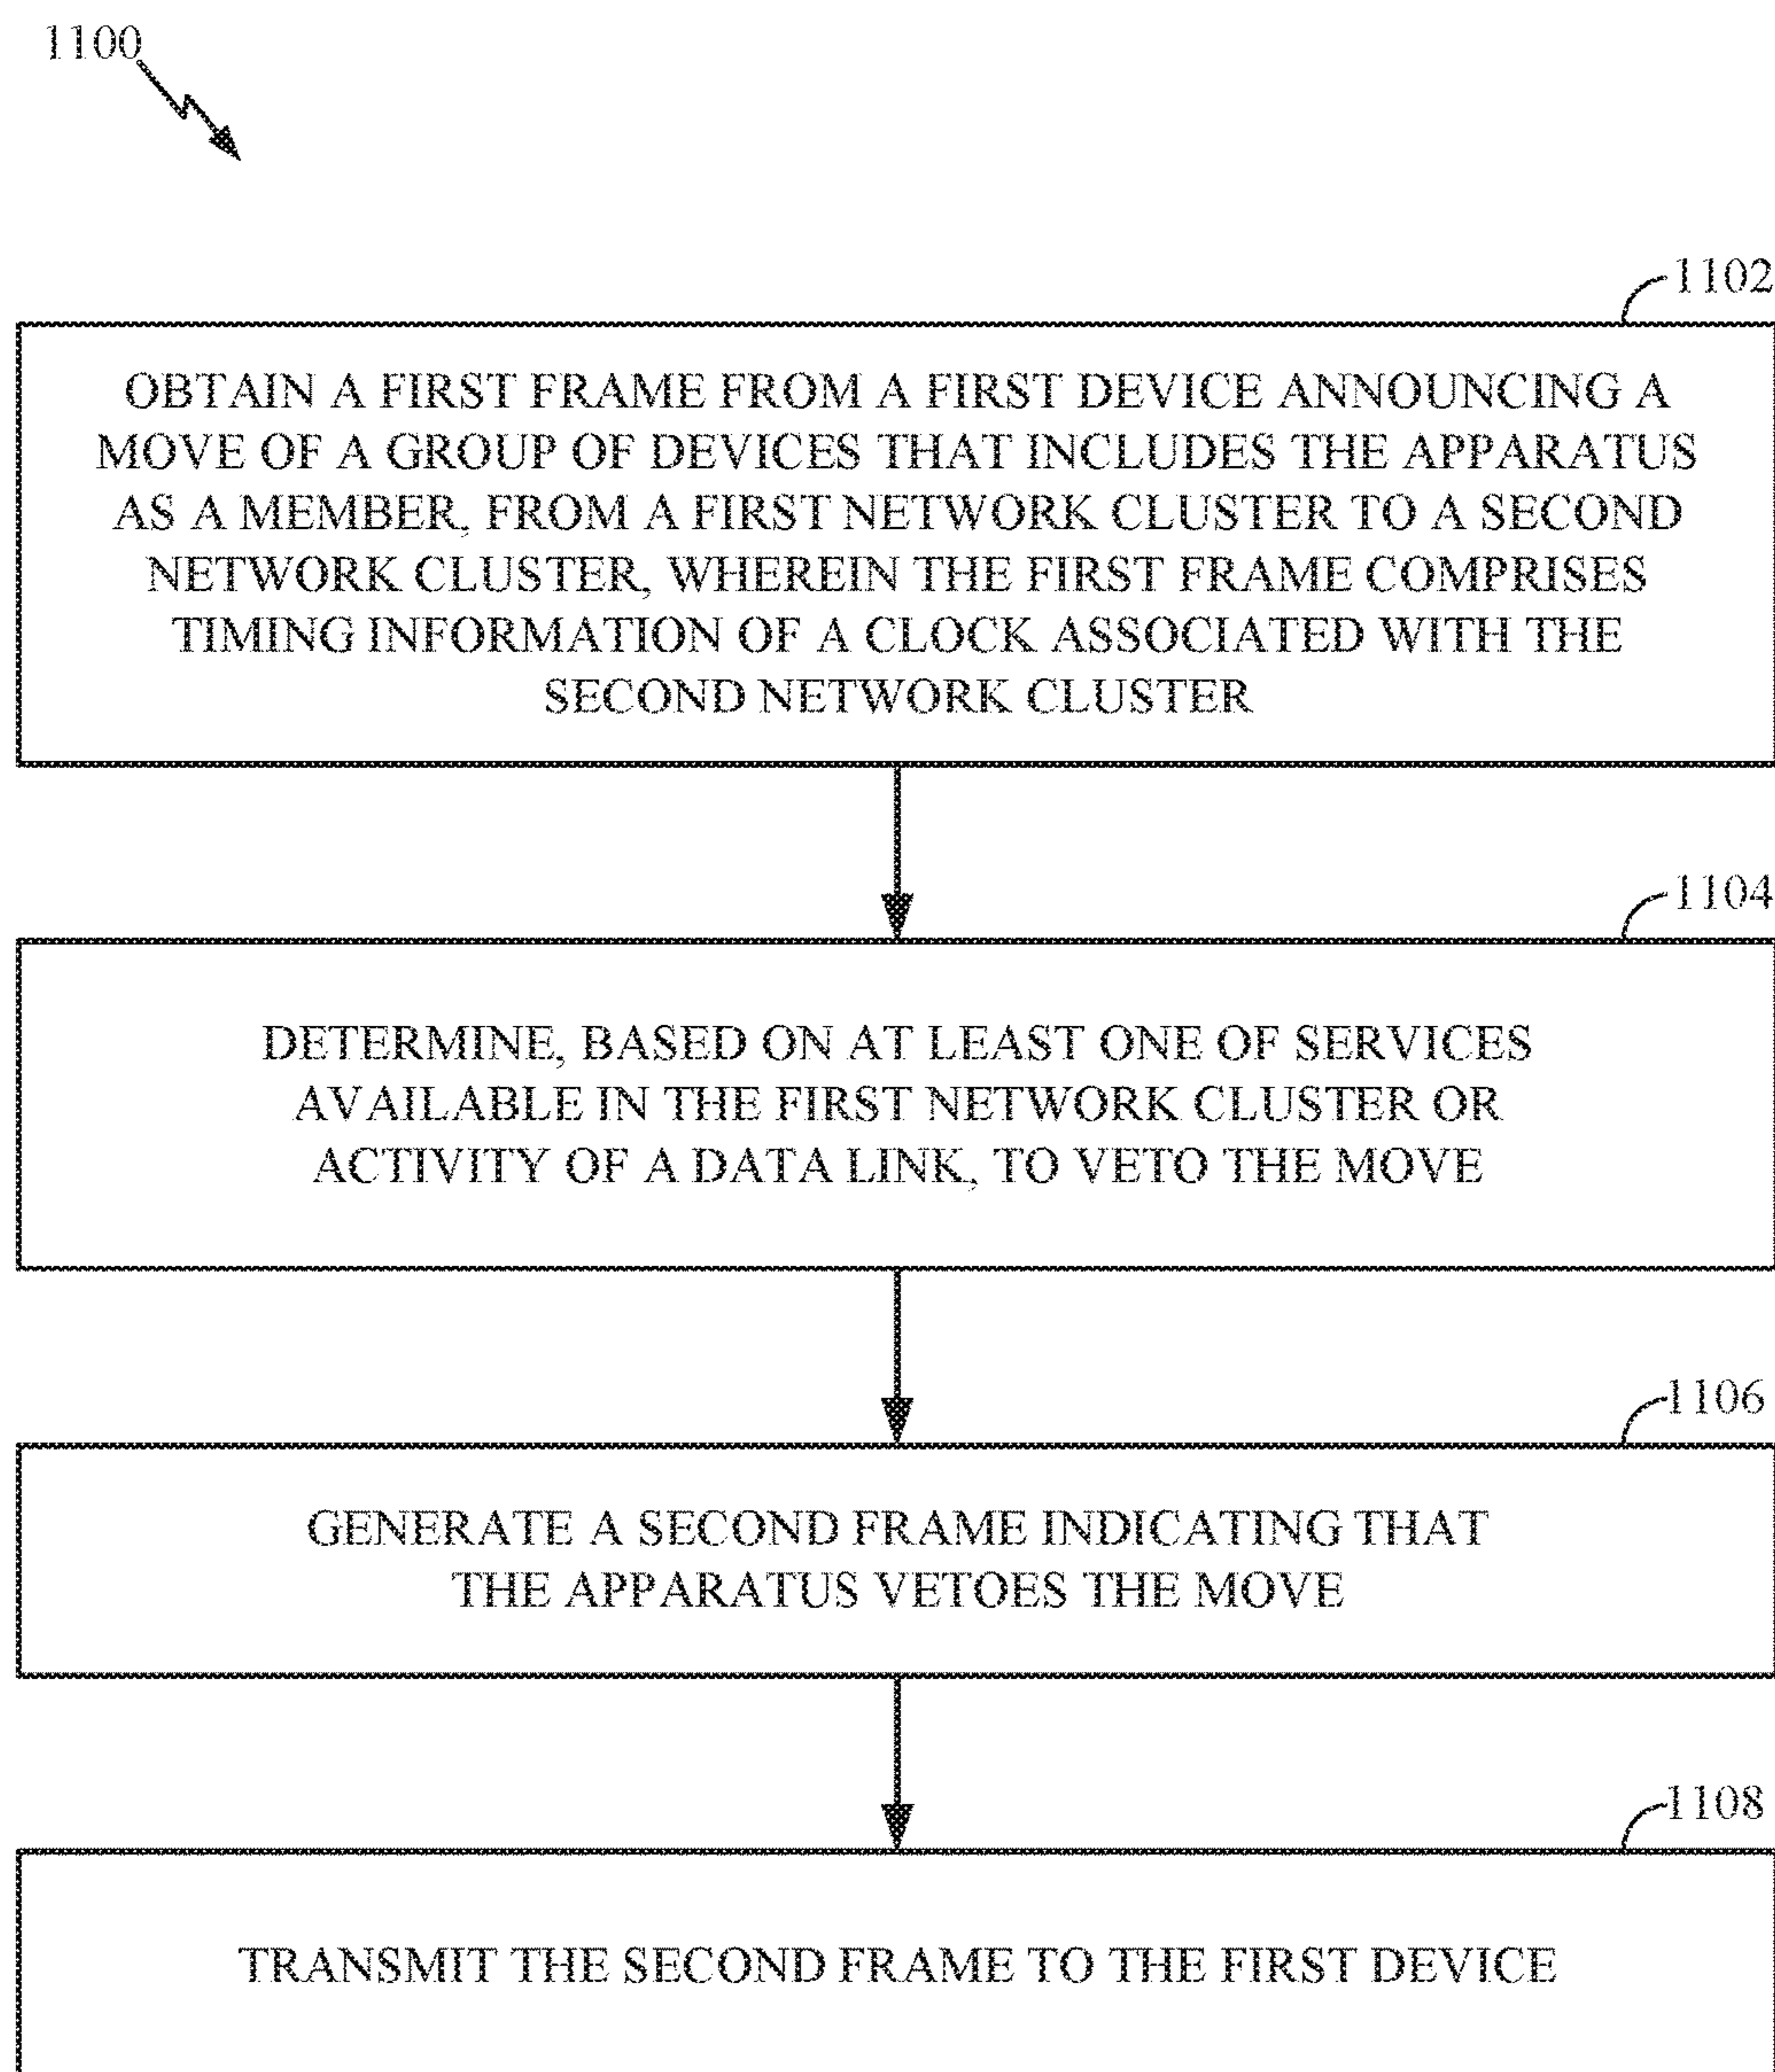 1100
1102
OBTAIN A FIRST FRAME FROM A FIRST DEVICE ANNOUNCING A
MOVE OF A GROUP OF DEVICES THAT INCLUDES THE APPARATUS
AS A MEMBER, FROM A FIRST NETWORK CLUSTER TO A SECOND
NETWORK CLUSTER, WHEREIN THE FIRST FRAME COMPRISES
TIMING INFORMATION OF A CLOCK ASSOCIATED WITH THE
SECOND NETWORK CLUSTER
1104
DETERMINE, BASED ON AT LEAST ONE OF SERVICES
AVAILABLE IN THE FIRST NETWORK CLUSTER OR
ACTIVITY OF A DATA LINK, TO VETO THE MOVE
1106
GENERATE A SECOND FRAME INDICATING THAT
THE APPARATUS VETOES THE MOVE
1108
TRANSMIT THE SECOND FRAME TO THE FIRST DEVICE